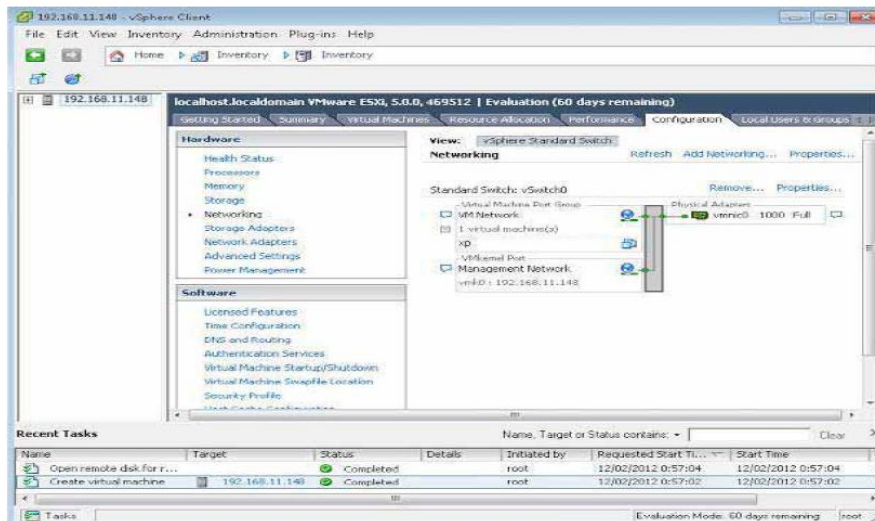 192.168.11.148 - vSphere Client
File Edit View Inventory Administration Plug-ins Help
Home Inventory Inventory
192.168.11.148
localhost.localdomain VMware ESXi, 5.0.0, 469512 | Evaluation (60 days remaining)
Getting Started Summary Virtual Machines Resource Allocation Performance Configuration Local Users & Groups
Hardware
Health Status
Processors
Memory
Storage
Networking
Storage Adapters
Network Adapters
Advanced Settings
Power Management
Software
Licensed Features
Time Configuration
DNS and Routing
Authentication Services
Virtual Machine Startup/Shutdown
Virtual Machine Swapfile Location
Security Profile
Host Cache Configuration
View: vSphere Standard Switch
Networking Refresh Add Networking... Properties...
Standard Switch: vSwitch0 Remove... Properties...
Virtual Machine Port Group Physical Adapters
VM Network vmnic0 1000 Full
1 virtual machine(s)
xp
VMkernel Port
Management Network
vmk0 : 192.168.11.148
Recent Tasks Name, Target or Status contains: Clear
Name Target Status Details Initiated by Requested Start Ti... Start Time
Open remote disk for r... Completed root 12/02/2012 0:57:04 12/02/2012 0:57:04
Create virtual machine 192.168.11.148 Completed root 12/02/2012 0:57:02 12/02/2012 0:57:02
Tasks Evaluation Mode: 60 days remaining root